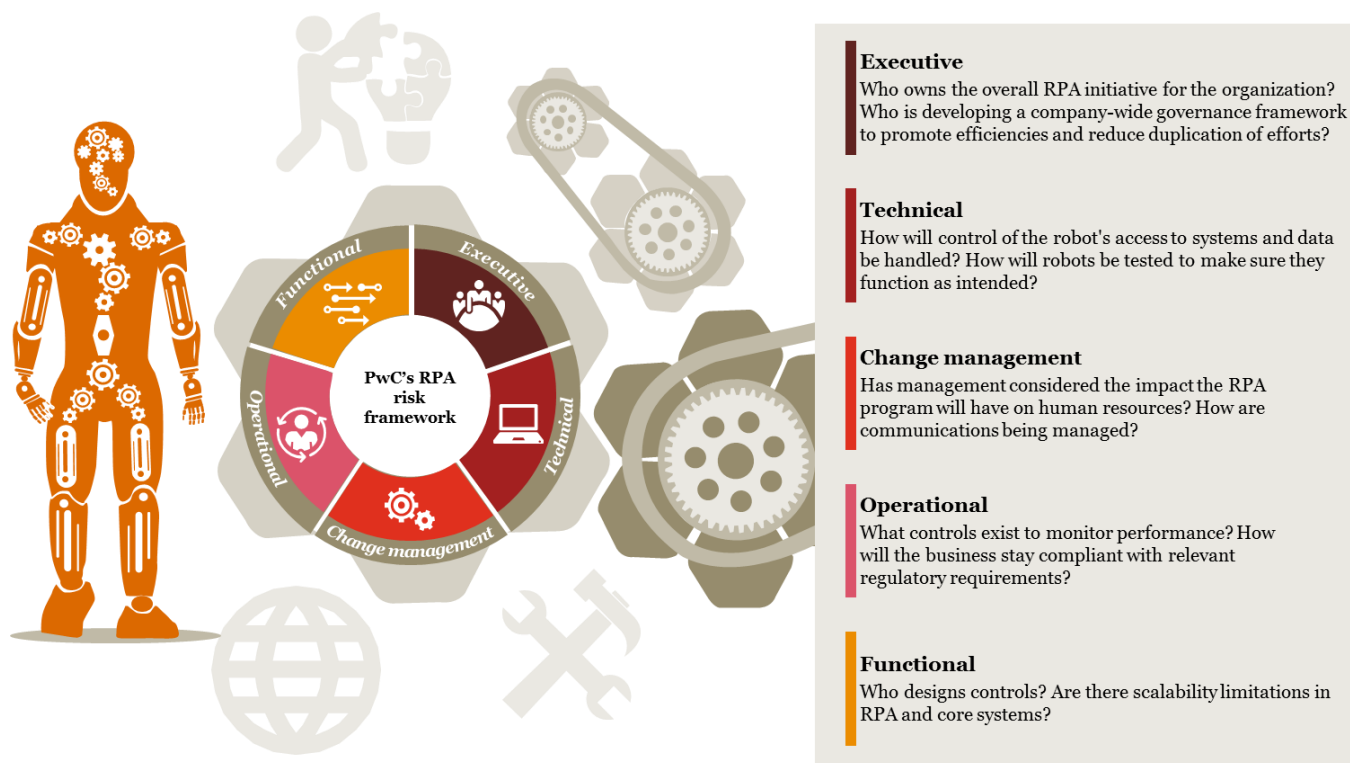 Functional
Executive
Operational
Technical
Change management
PwC's RPA
risk
framework
Executive
Who owns the overall RPA initiative for the organization?
Who is developing a company-wide governance framework
to promote efficiencies and reduce duplication of efforts?
Technical
How will control of the robot's access to systems and data
be handled? How will robots be tested to make sure they
function as intended?
Change management
Has management considered the impact the RPA
program will have on human resources? How are
communications being managed?
Operational
What controls exist to monitor performance? How
will the business stay compliant with relevant
regulatory requirements?
Functional
Who designs controls? Are there scalability limitations in
RPA and core systems?